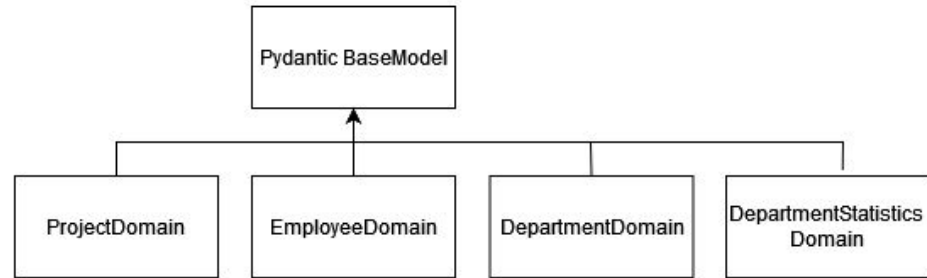 Pydantic BaseModel
ProjectDomain
EmployeeDomain
DepartmentDomain
DepartmentStatistics
Domain